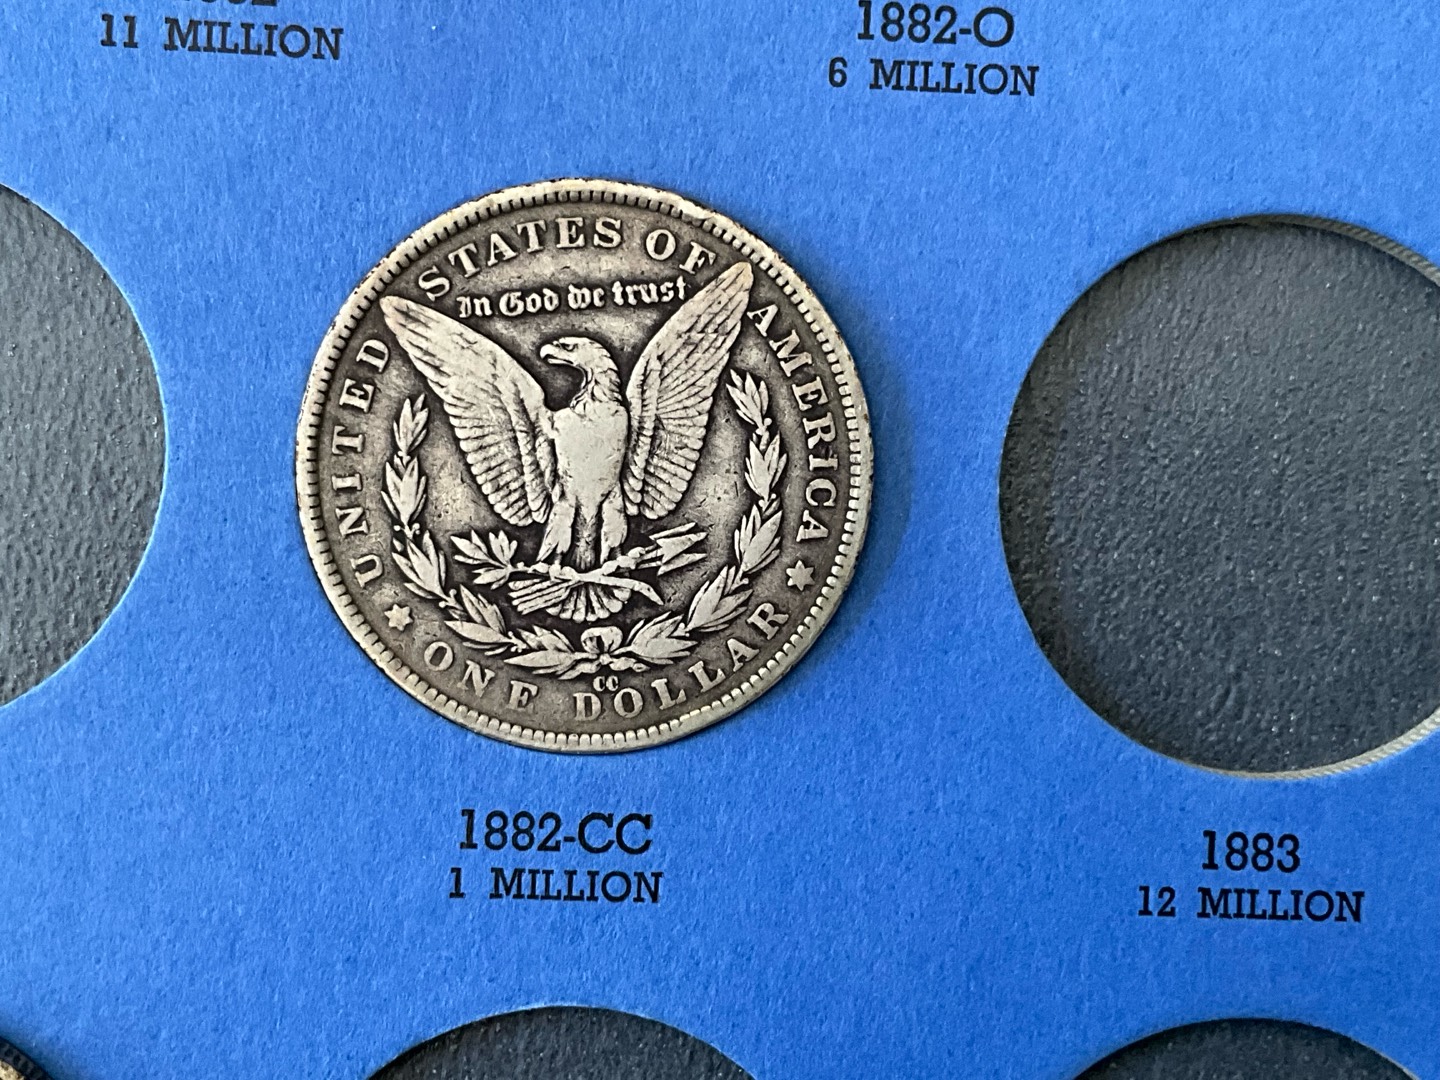 11 MILLION
1882-O
6 MILLION
UNITED STATES OF AMERICA
In God we trust
CC
ONE DOLLAR
1882-CC
1 MILLION
1883
12 MILLION